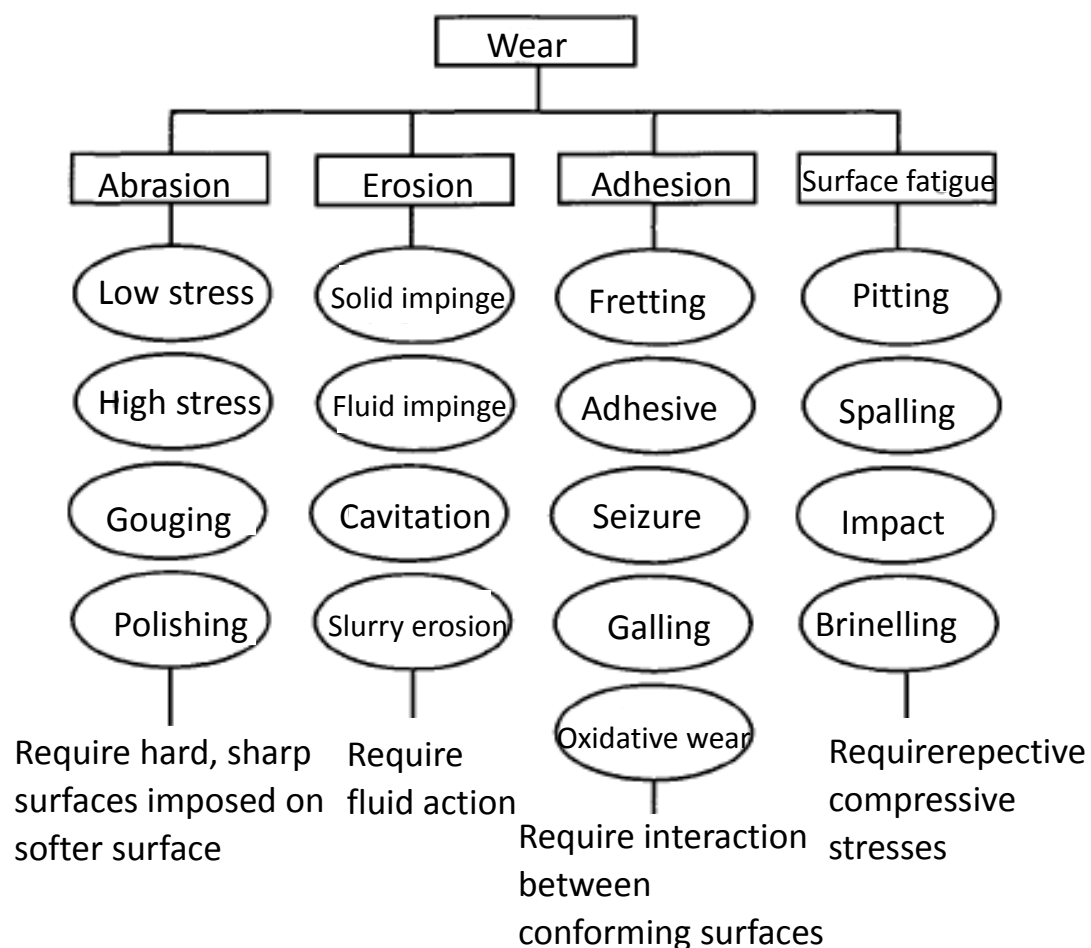 Wear
Abrasion
Erosion
Adhesion
Surface fatigue
Low stress
Solid impinge
Fretting
Pitting
High stress
Fluid impinge
Adhesive
Spalling
Gouging
Cavitation
Seizure
Impact
Polishing
Slurry erosion
Galling
Brinelling
Oxidative wear
Require hard, sharp
surfaces imposed on
softer surface
Require
fluid action
Require interaction
between
conforming surfaces
Requirerepective
compressive
stresses